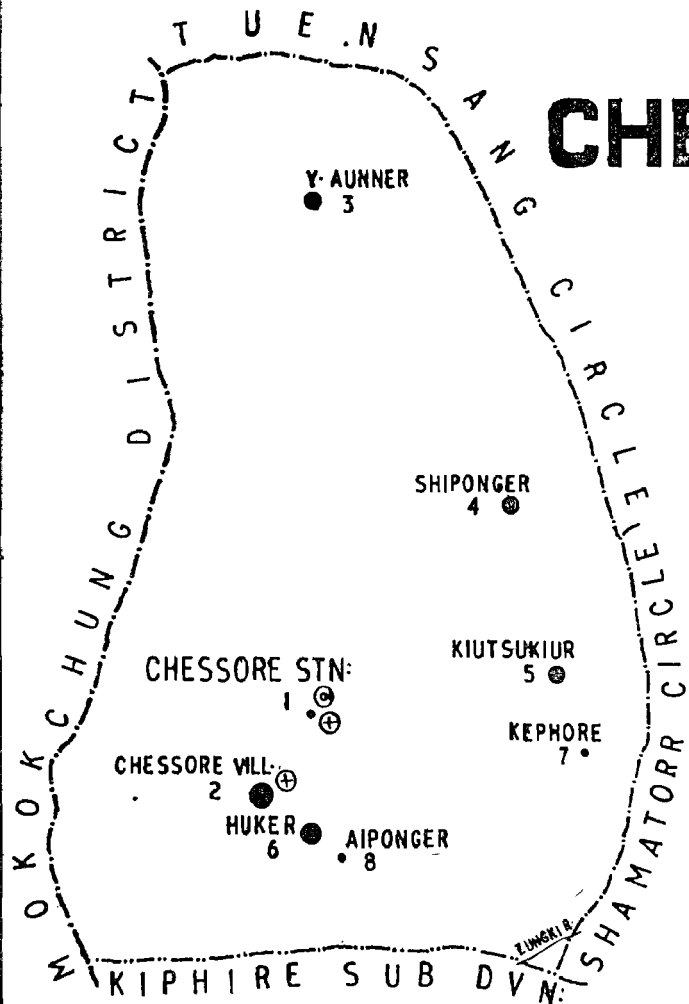 TUENSANG CIRCLE
CHE
MOKOKCHUNG DISTRICT
Y. AUNNER
3
SHIPONGER
4
KIUTSUKIUR
5
CHESSORE STN:
1
KEPHORE
7
CHESSORE VILL:
2
HUKER
6
AIPONGER
8
SHAMATORR CIRCLE
ZUNGKI R.
KIPHIRE SUB DVN: